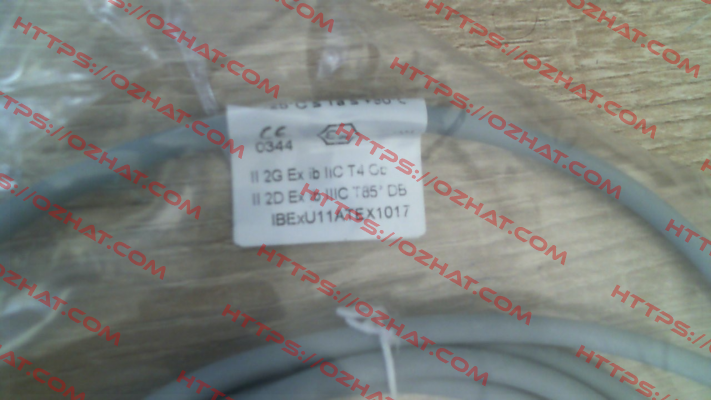 HTTPS://OZHAT.COM
CE
0344
II 2G Ex ib IIC T4 Gb
II 2D Ex ib IIIC T85° Db
IBExU11ATEX1017